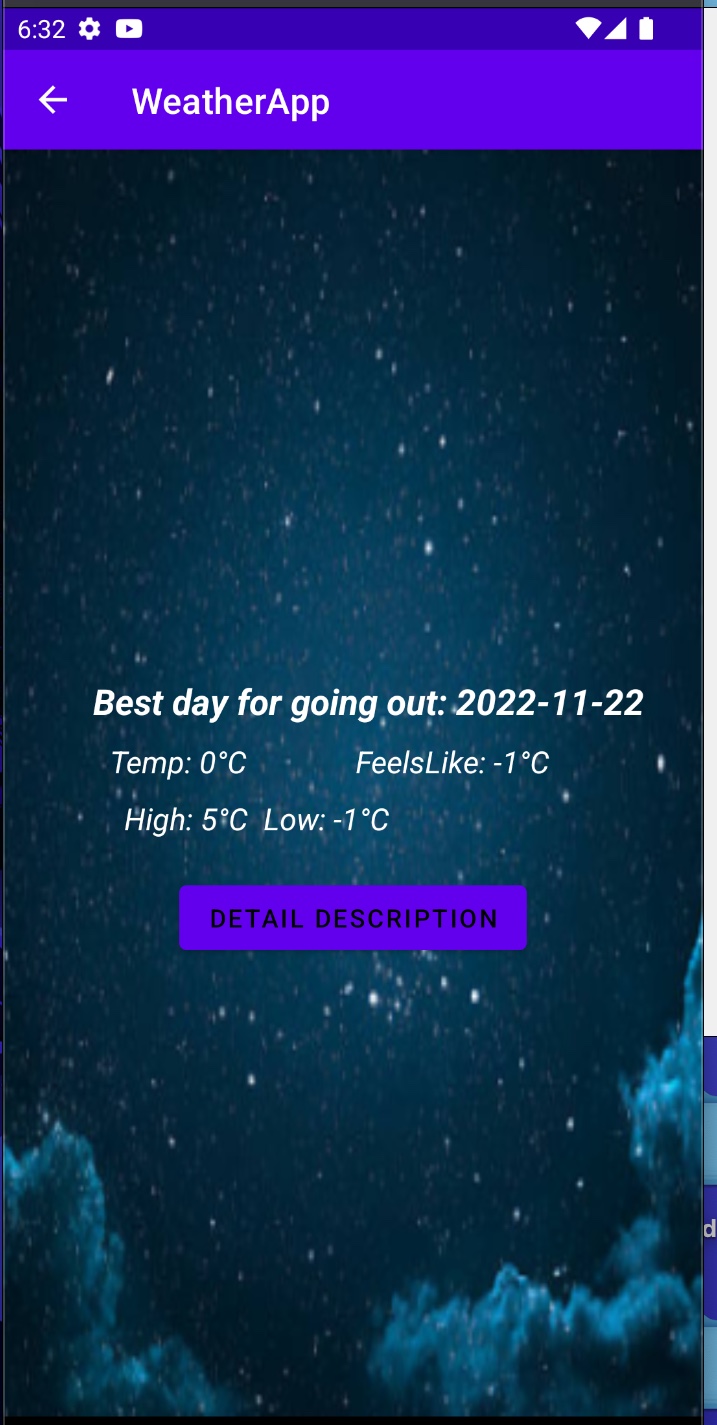 6:32
WeatherApp
Best day for going out: 2022-11-22
Temp: 0°C FeelsLike: -1°C
High: 5°C Low: -1°C
DETAIL DESCRIPTION
d